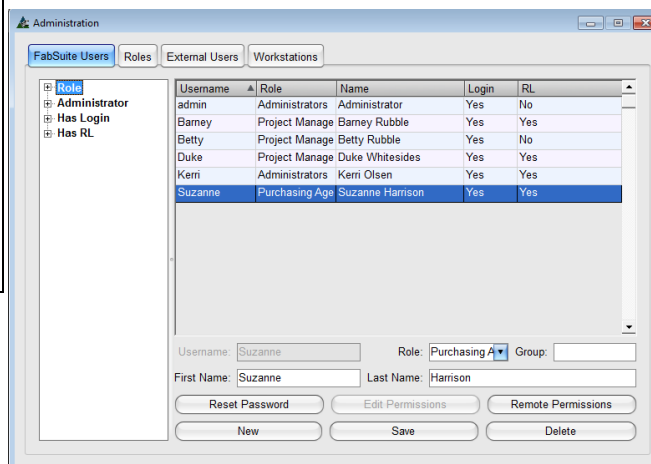 Administration
FabSuite Users Roles External Users Workstations
Role
Administrator
Has Login
Has RL
Username Role Name Login RL
admin Administrators Administrator Yes No
Barney Project Manage Barney Rubble Yes Yes
Betty Project Manage Betty Rubble Yes No
Duke Project Manage Duke Whitesides Yes Yes
Kerri Administrators Kerri Olsen Yes Yes
Suzanne Purchasing Age Suzanne Harrison Yes Yes
Username: Suzanne Role: Purchasing A Group:
First Name: Suzanne Last Name: Harrison
Reset Password Edit Permissions Remote Permissions
New Save Delete